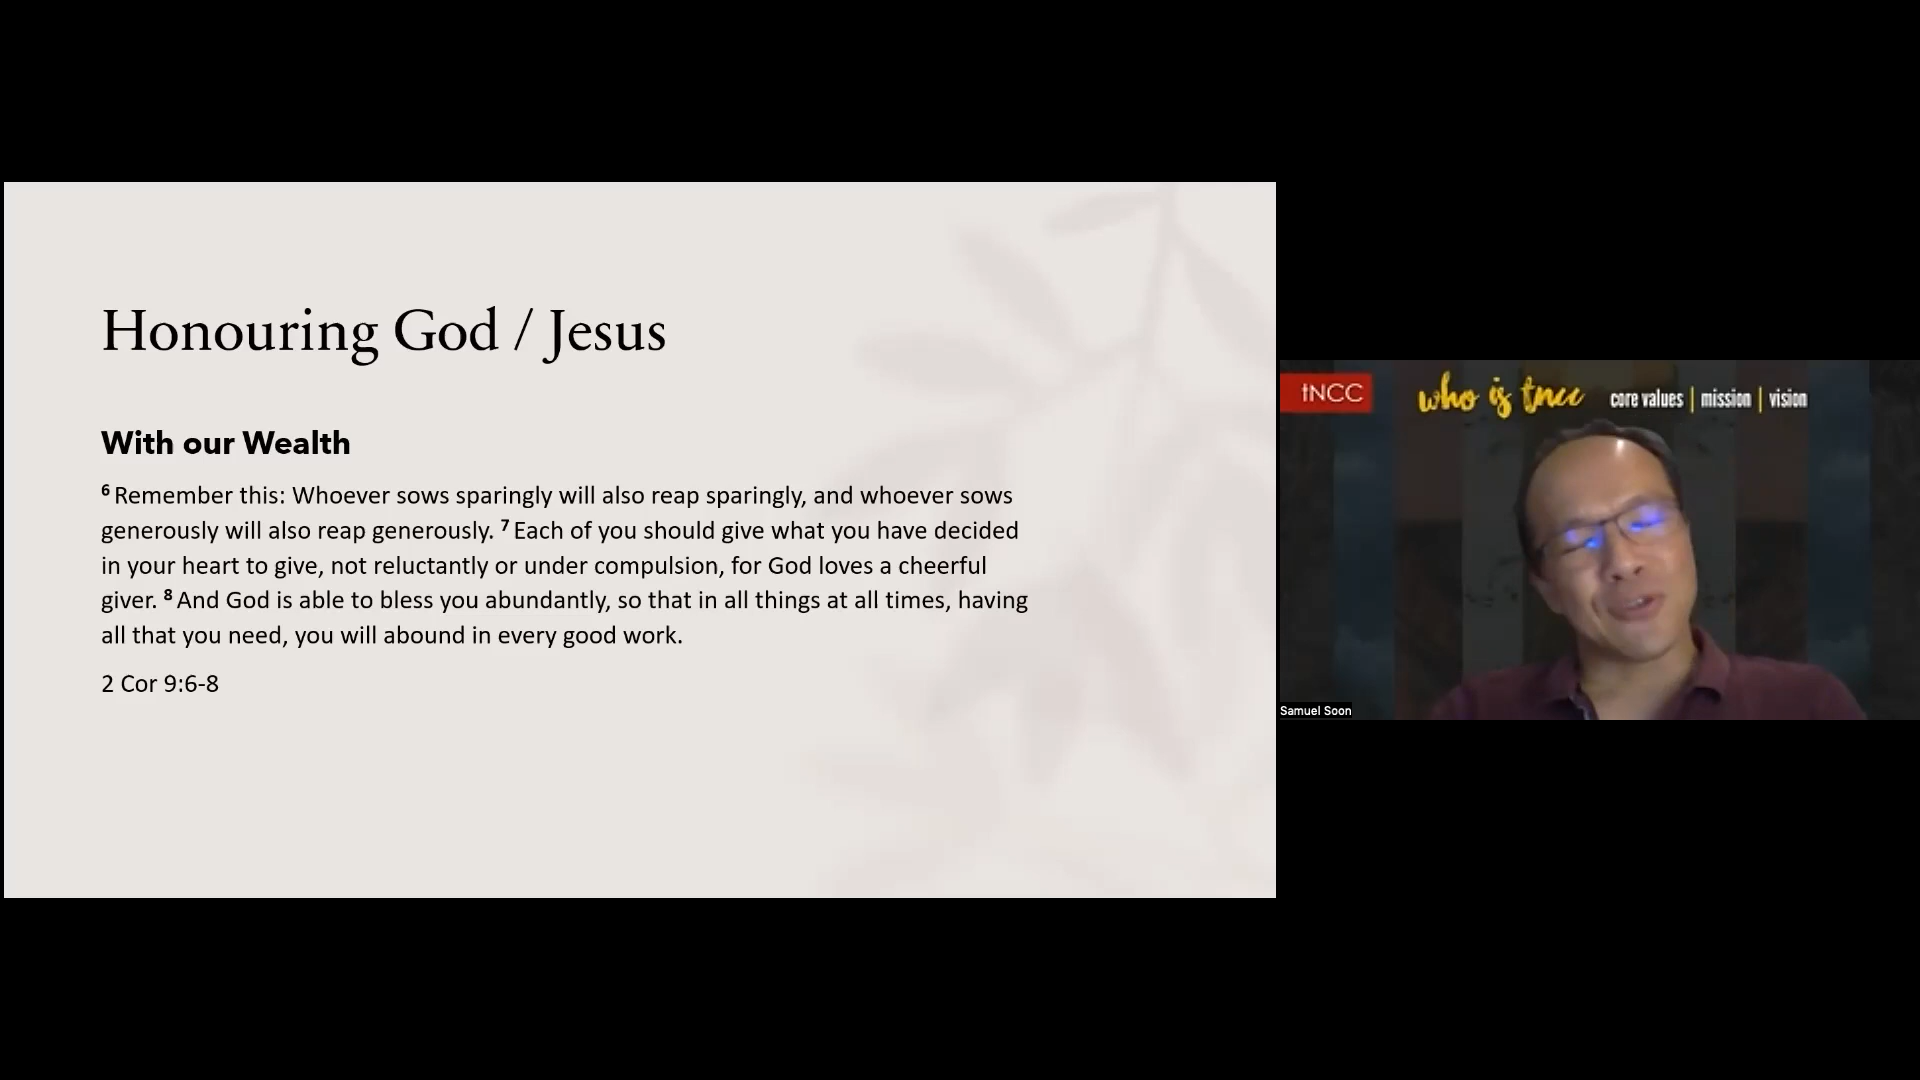 Honouring God / Jesus
With our Wealth
6 Remember this: Whoever sows sparingly will also reap sparingly, and whoever sows
generously will also reap generously. 7 Each of you should give what you have decided
in your heart to give, not reluctantly or under compulsion, for God loves a cheerful
giver. 8 And God is able to bless you abundantly, so that in all things at all times, having
all that you need, you will abound in every good work.
2 Cor 9:6-8
tNCC
who is tncc core values | mission | vision
Samuel Soon